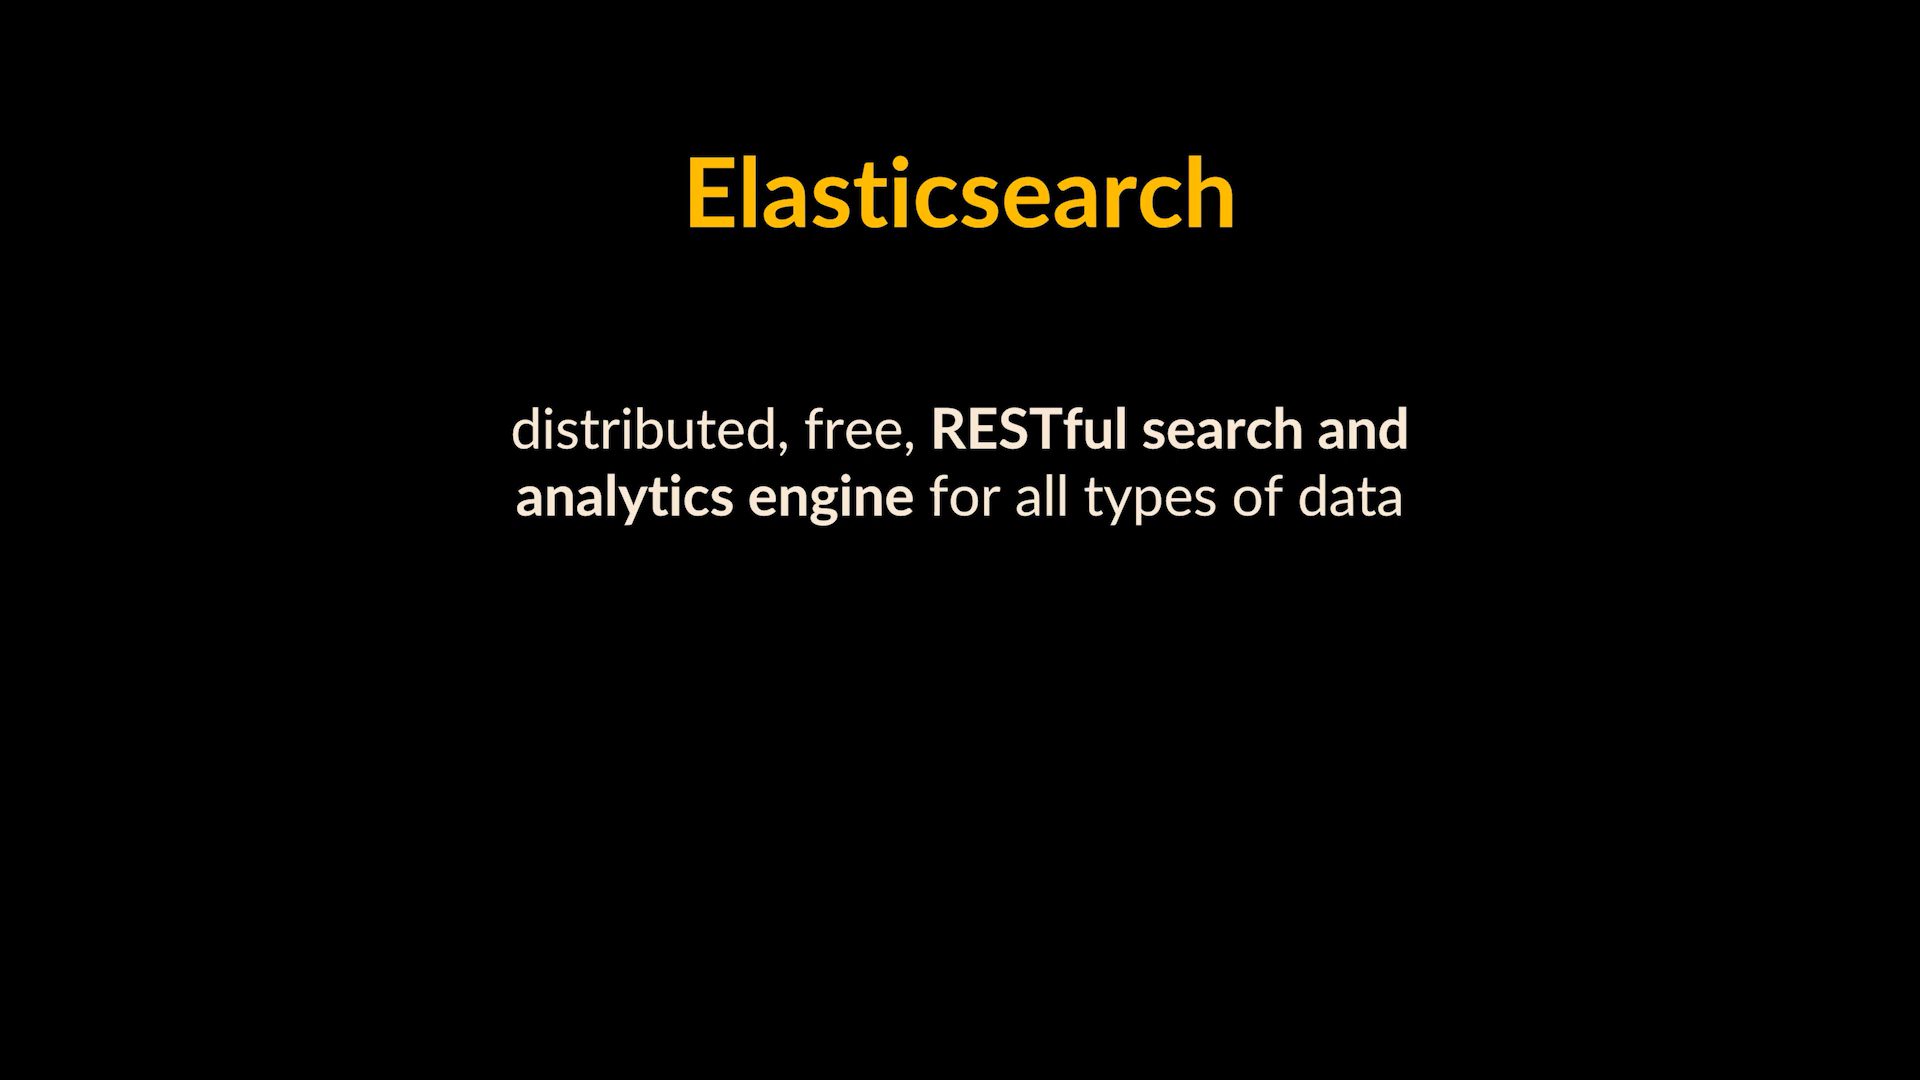 Elasticsearch
distributed, free, RESTful search and
analytics engine for all types of data